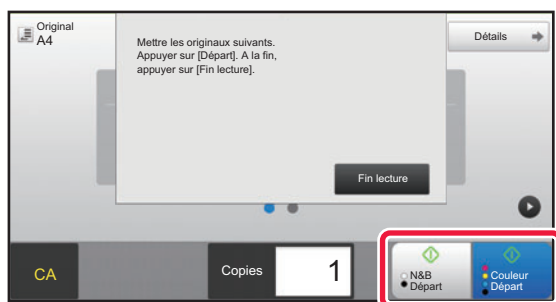 Original
A4
Mettre les originaux suivants.
Appuyer sur [Départ]. A la fin,
appuyer sur [Fin lecture].
Détails
Fin lecture
CA
Copies
1
N&B
Départ
Couleur
Départ